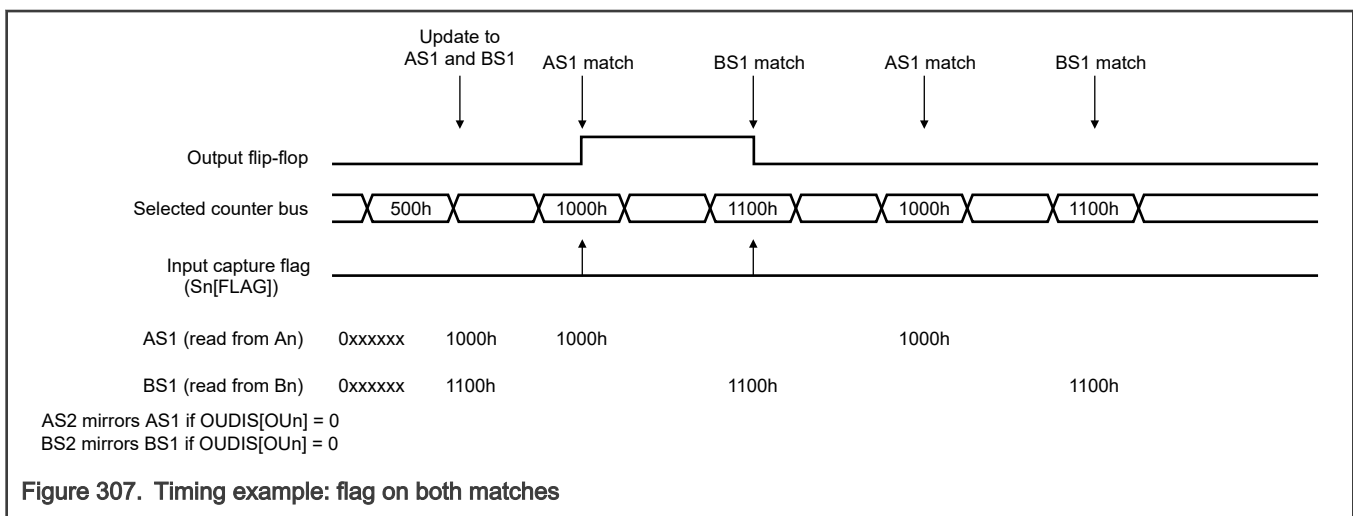 Update to
AS1 and BS1
AS1 match
BS1 match
AS1 match
BS1 match
Output flip-flop
Selected counter bus
500h
1000h
1100h
1000h
1100h
Input capture flag
(Sn[FLAG])
AS1 (read from An) 0xxxxxx 1000h 1000h 1000h
BS1 (read from Bn) 0xxxxxx 1100h 1100h 1100h
AS2 mirrors AS1 if OUDIS[OUn] = 0
BS2 mirrors BS1 if OUDIS[OUn] = 0
Figure 307. Timing example: flag on both matches